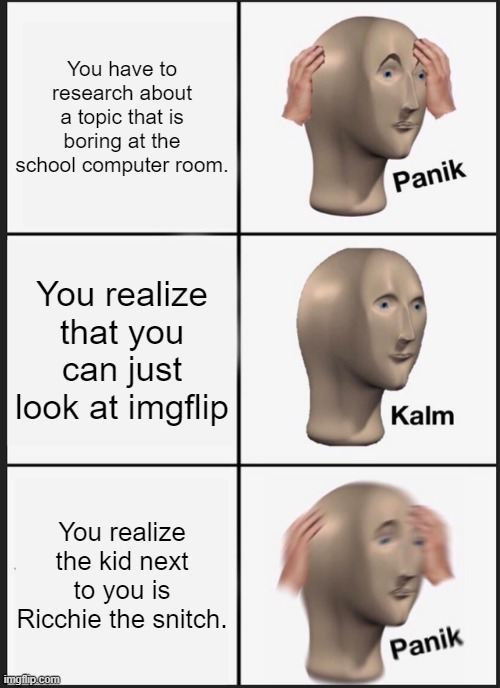 You have to
research about
a topic that is
boring at the
school computer room.
Panik
You realize
that you
can just
look at imgflip
Kalm
You realize
the kid next
to you is
Ricchie the snitch.
Panik
imgflip.com